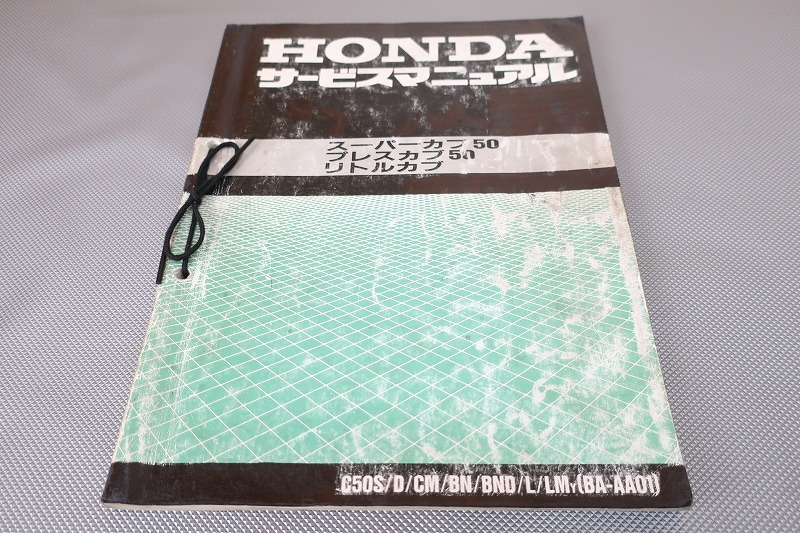 HONDA
サービスマニュアル
スーパーカブ50
プレスカブ50
リトルカブ
C50S/D/CM/BN/BND/L/LMY(BA-AA01)